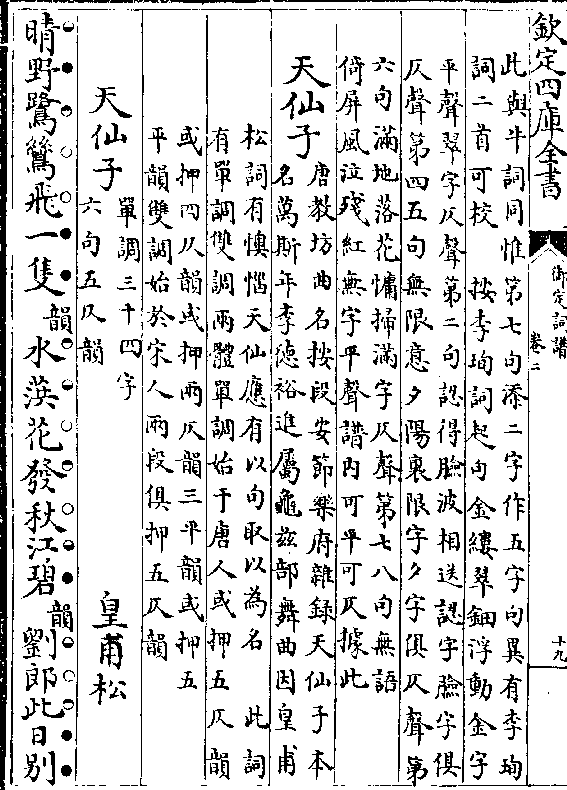 欽定四庫全書
御定詞譜
卷二
十九
此與牛詞同惟第七句添二字作五字句異有李珣
詞二首可校　按李珣詞起句金縷翠鈿浮動金字
平聲翠字仄聲第二句認得臉波相送認字臉字俱
仄聲第四五句無限意夕陽裏限字夕字俱仄聲第
六句滿地落花慵掃滿字仄聲第七八句無語
倚屏風泣殘紅無字平聲譜內可平可仄據此
天仙子
唐教坊曲名按段安節樂府雜錄天仙子本
名萬斯年李德裕進屬龜茲部舞曲因皇甫
松詞有懊惱天仙應有以句取以為名　此詞
有單調雙調兩體單調始于唐人或押五仄韻
或押四仄韻或押兩仄韻三平韻或押五
平韻雙調始於宋人兩段俱押五仄韻
天仙子
單調三十四字
六句五仄韻
皇甫松
晴野鷺鷥飛一隻韻水葓花發秋江碧韻劉郎此日別